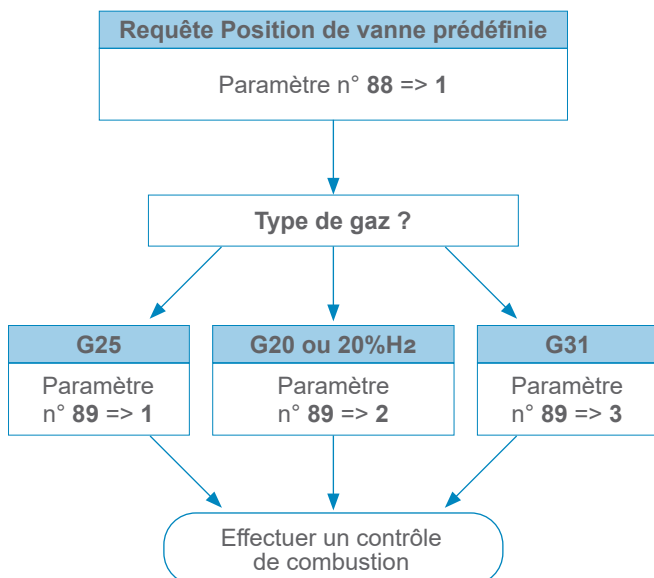 Requête Position de vanne prédéfinie
Paramètre n° 88 => 1
Type de gaz ?
G25
Paramètre
n° 89 => 1
G20 ou 20%H2
Paramètre
n° 89 => 2
G31
Paramètre
n° 89 => 3
Effectuer un contrôle
de combustion